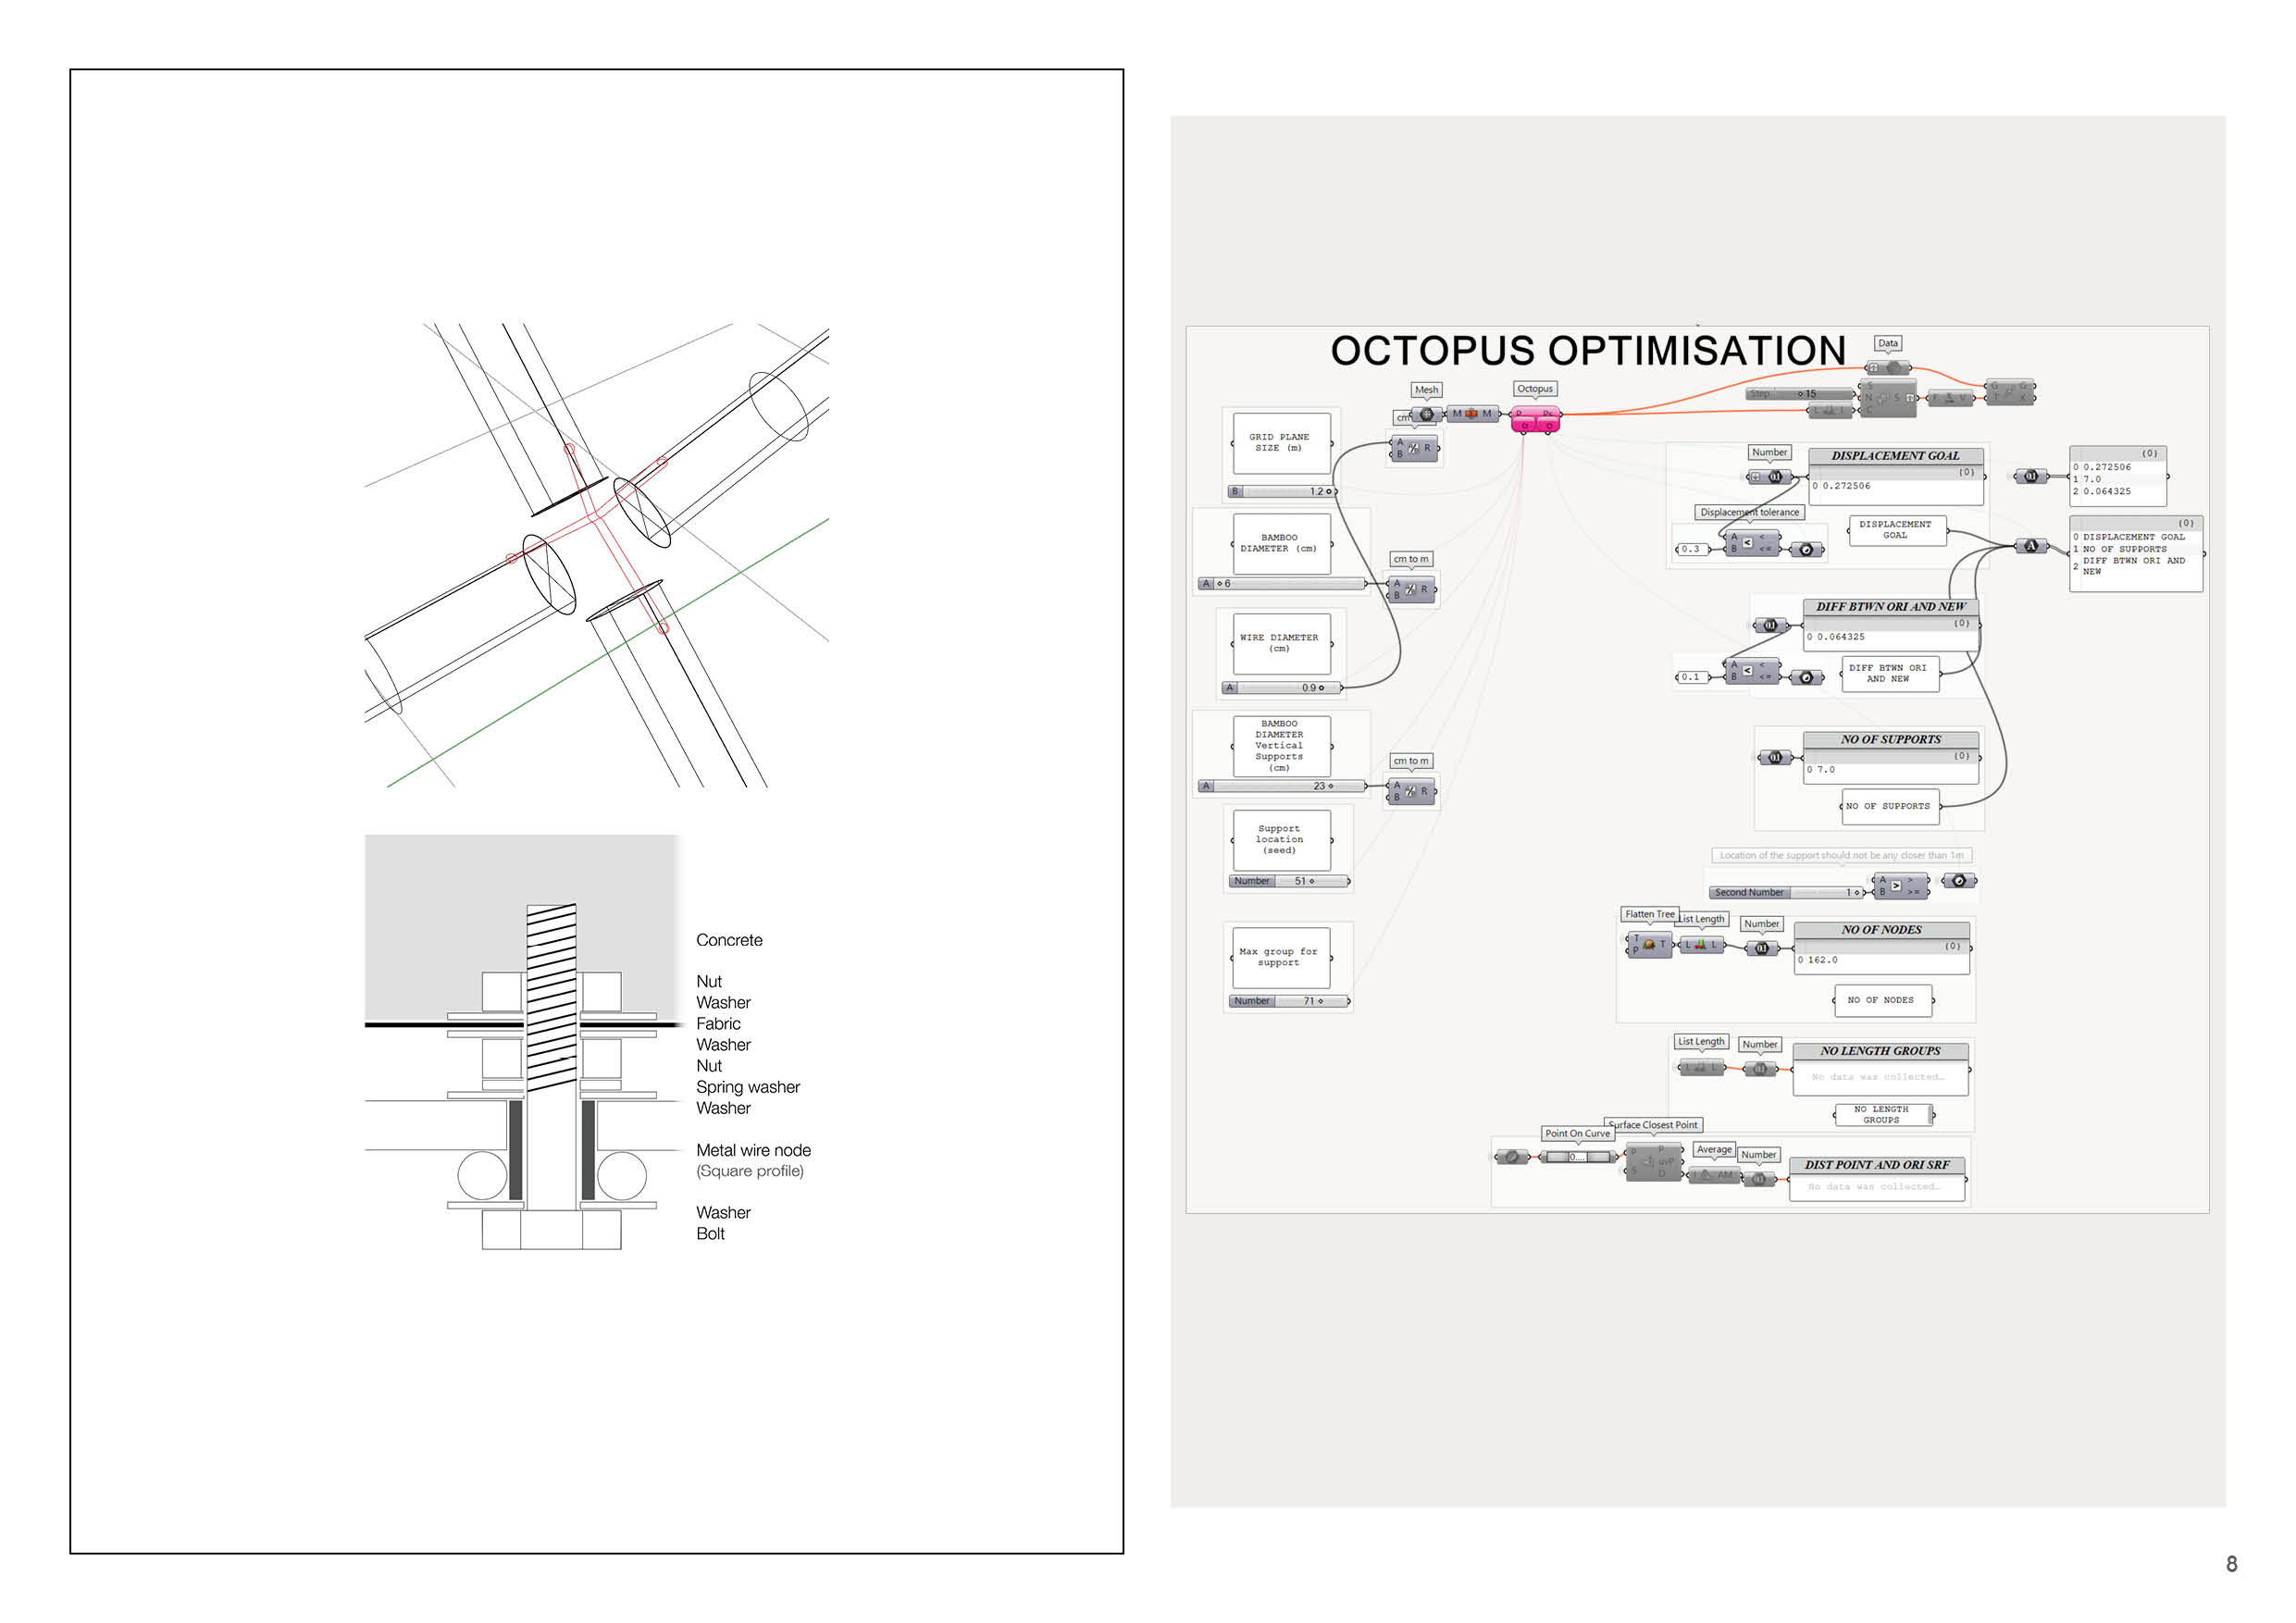 Concrete
Nut
Washer
Fabric
Washer
Nut
Spring washer
Washer
Metal wire node
(Square profile)
Washer
Bolt
OCTOPUS OPTIMISATION
Data
Mesh
Octopus
Step 15
GRID PLANE
SIZE (m)
B 1.2
BAMBOO
DIAMETER (cm)
A 6
cm to m
A B R
WIRE DIAMETER
(cm)
A 0.9
BAMBOO
DIAMETER
Vertical
Supports
(cm)
A 23
cm to m
A B R
Support
location
(seed)
Number 51
Max group for
support
Number 71
Number
DISPLACEMENT GOAL
{0}
0 0.272506
Displacement tolerance
0.3
DISPLACEMENT
GOAL
{0}
0 0.272506
1 7.0
2 0.064325
{0}
0 DISPLACEMENT GOAL
1 NO OF SUPPORTS
2 DIFF BTWN ORI AND
NEW
DIFF BTWN ORI AND NEW
{0}
0 0.064325
0.1
DIFF BTWN ORI
AND NEW
NO OF SUPPORTS
{0}
0 7.0
NO OF SUPPORTS
Location of the support should not be any closer than 1m
Second Number 1
Flatten Tree
List Length
Number
NO OF NODES
{0}
0 162.0
NO OF NODES
List Length
Number
NO LENGTH GROUPS
No data was collected…
NO LENGTH
GROUPS
Surface Closest Point
Point On Curve
Average
Number
DIST POINT AND ORI SRF
No data was collected…
8